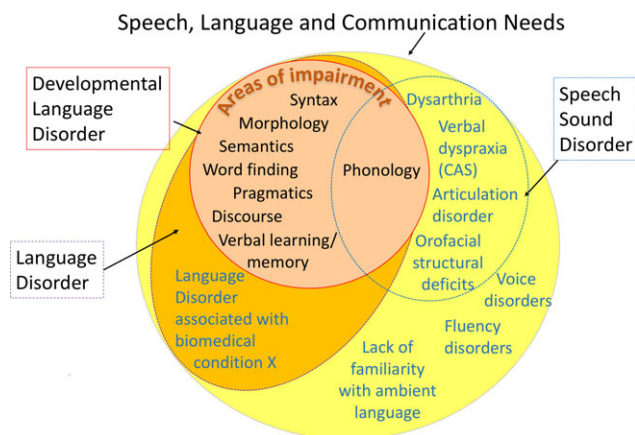 Speech, Language and Communication Needs
Developmental
Language
Disorder
Areas of impairment
Syntax
Morphology
Semantics
Word finding
Pragmatics
Discourse
Verbal learning/
memory
Phonology
Dysarthria
Verbal
dyspraxia
(CAS)
Articulation
disorder
Orofacial
structural
deficits
Speech
Sound
Disorder
Language
Disorder
Language
Disorder
associated with
biomedical
condition X
Voice
disorders
Fluency
disorders
Lack of
familiarity
with ambient
language